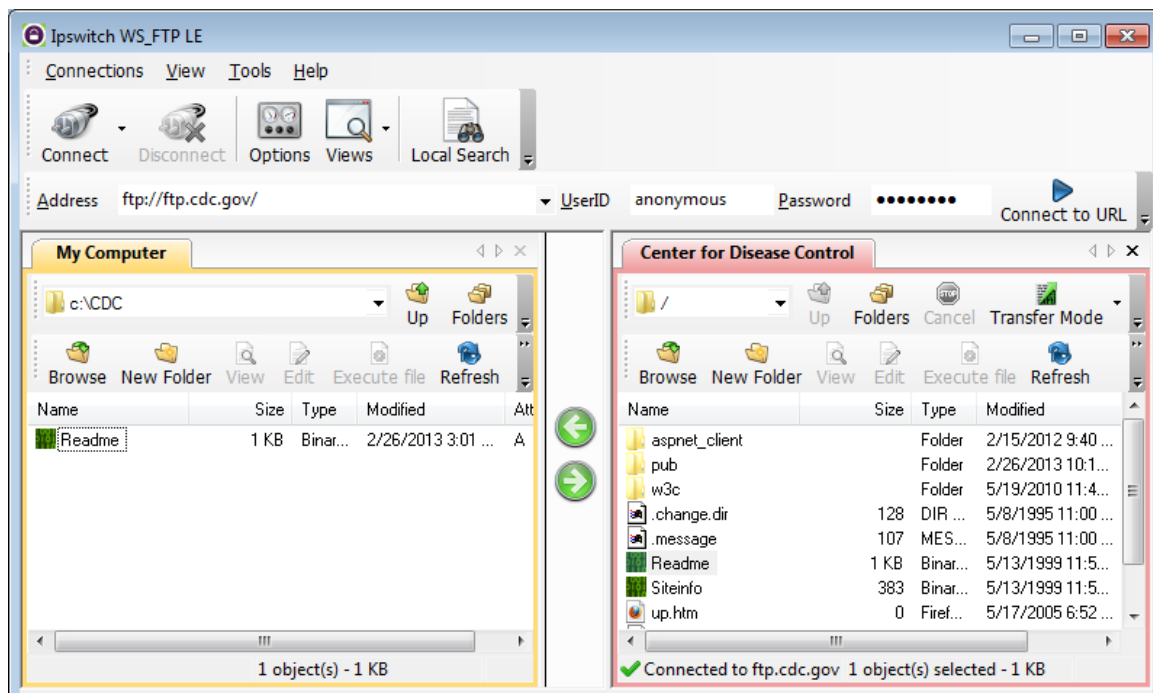 Ipswitch WS_FTP LE
Connections View Tools Help
Connect Disconnect Options Views Local Search
Address ftp://ftp.cdc.gov/ UserID anonymous Password •••••••• Connect to URL
My Computer
c:\CDC Up Folders
Browse New Folder View Edit Execute file Refresh
Name Size Type Modified Att
Readme 1 KB Binar... 2/26/2013 3:01 ... A
1 object(s) - 1 KB
Center for Disease Control
/ Up Folders STOP Cancel Transfer Mode
Browse New Folder View Edit Execute file Refresh
Name Size Type Modified
aspnet_client Folder 2/15/2012 9:40 ...
pub Folder 2/26/2013 10:1...
w3c Folder 5/19/2010 11:4...
.change.dir 128 DIR ... 5/8/1995 11:00 ...
.message 107 MES... 5/8/1995 11:00 ...
Readme 1 KB Binar... 5/13/1999 11:5...
Siteinfo 383 Binar... 5/13/1999 11:5...
up.htm 0 Firef... 5/17/2005 6:52 ...
Connected to ftp.cdc.gov 1 object(s) selected - 1 KB